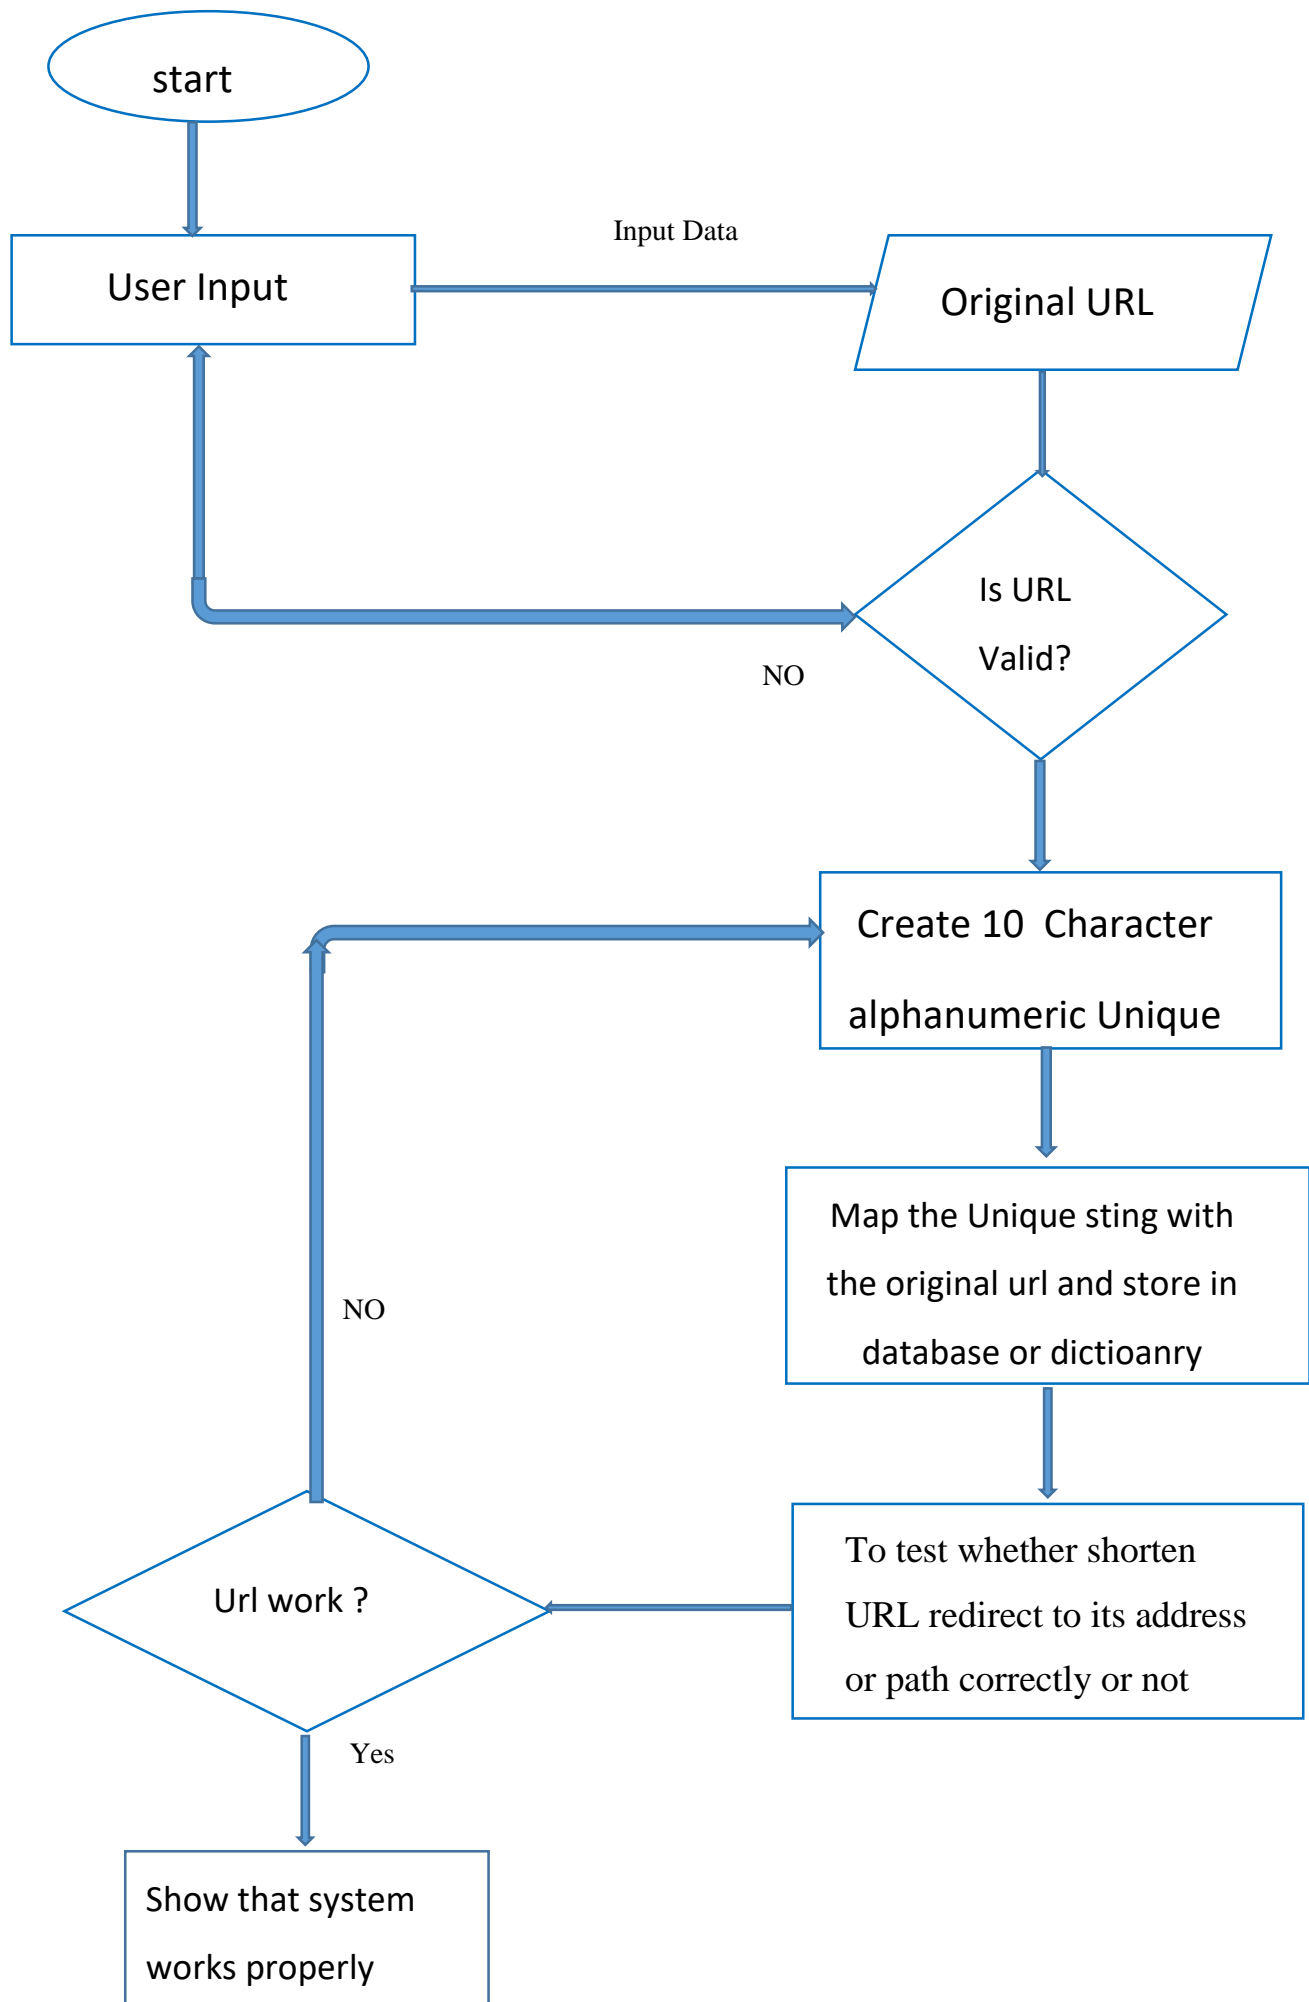 start
Input Data
User Input
Original URL
Is URL
Valid?
NO
Create 10  Character
alphanumeric Unique
Map the Unique sting with
the original url and store in
database or dictioanry
NO
To test whether shorten
URL redirect to its address
or path correctly or not
Url work ?
Yes
Show that system
works properly